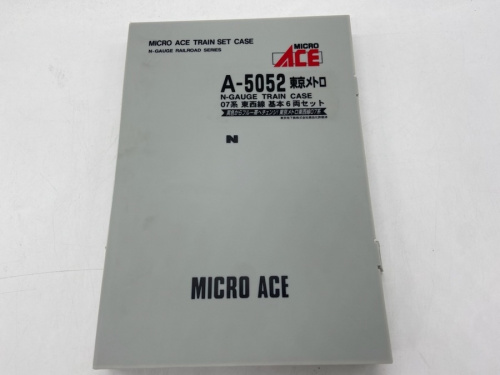 MICRO ACE TRAIN SET CASE
N-GAUGE RAILROAD SERIES
MICRO
ACE
A-5052 東京メトロ
N-GAUGE TRAIN CASE
07系 東西線 基本6両セット
N
MICRO ACE